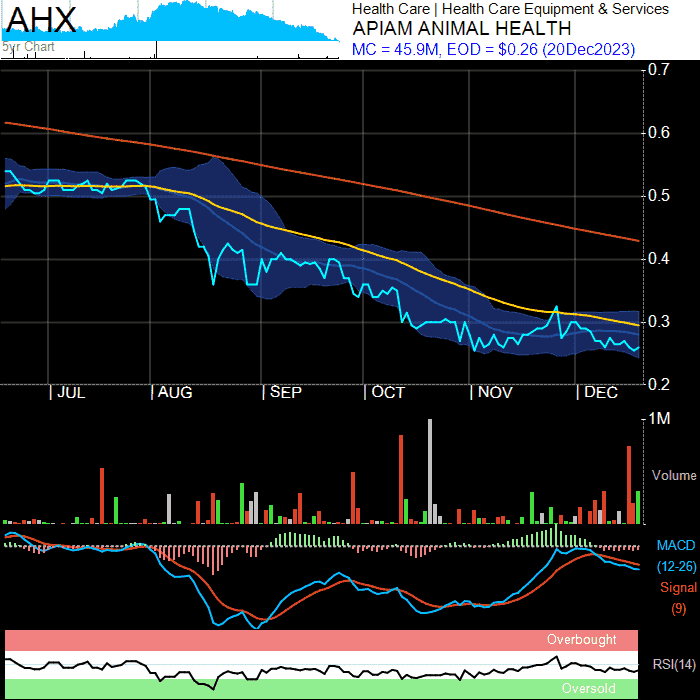 AHX
5yr Chart
Health Care | Health Care Equipment & Services
APIAM ANIMAL HEALTH
MC = 45.9M, EOD = $0.26 (20Dec2023)
0.7
0.6
0.5
0.4
0.3
0.2
| JUL | AUG | SEP | OCT | NOV | DEC
1M
Volume
MACD
(12-26)
Signal
(9)
Overbought
RSI(14)
Oversold